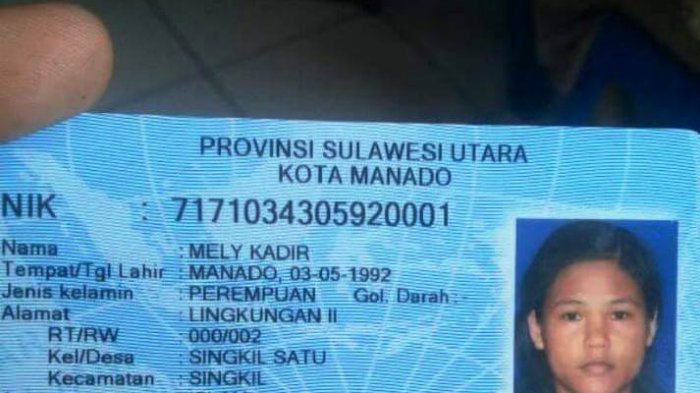 PROVINSI SULAWESI UTARA
KOTA MANADO
NIK : 7171034305920001
Nama : MELY KADIR
Tempat/Tgl Lahir : MANADO, 03-05-1992
Jenis kelamin : PEREMPUAN Gol. Darah : -
Alamat : LINGKUNGAN II
RT/RW : 000/002
Kel/Desa : SINGKIL SATU
Kecamatan : SINGKIL